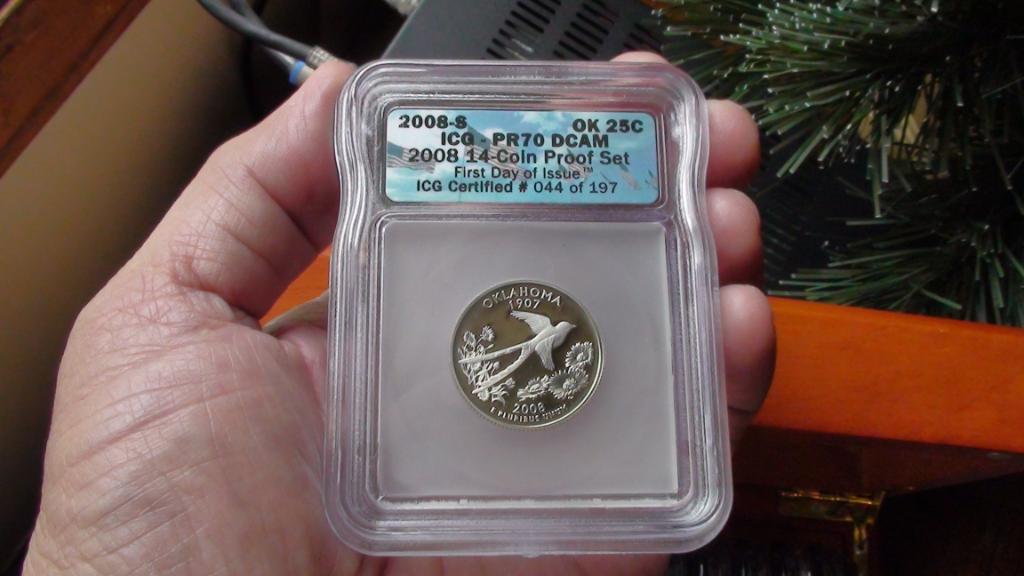 2008-S OK 25C
ICG - PR70 DCAM
2008 14-Coin Proof Set
First Day of Issue™
ICG Certified # 044 of 197
OKLAHOMA
1907
2008
E PLURIBUS UNUM